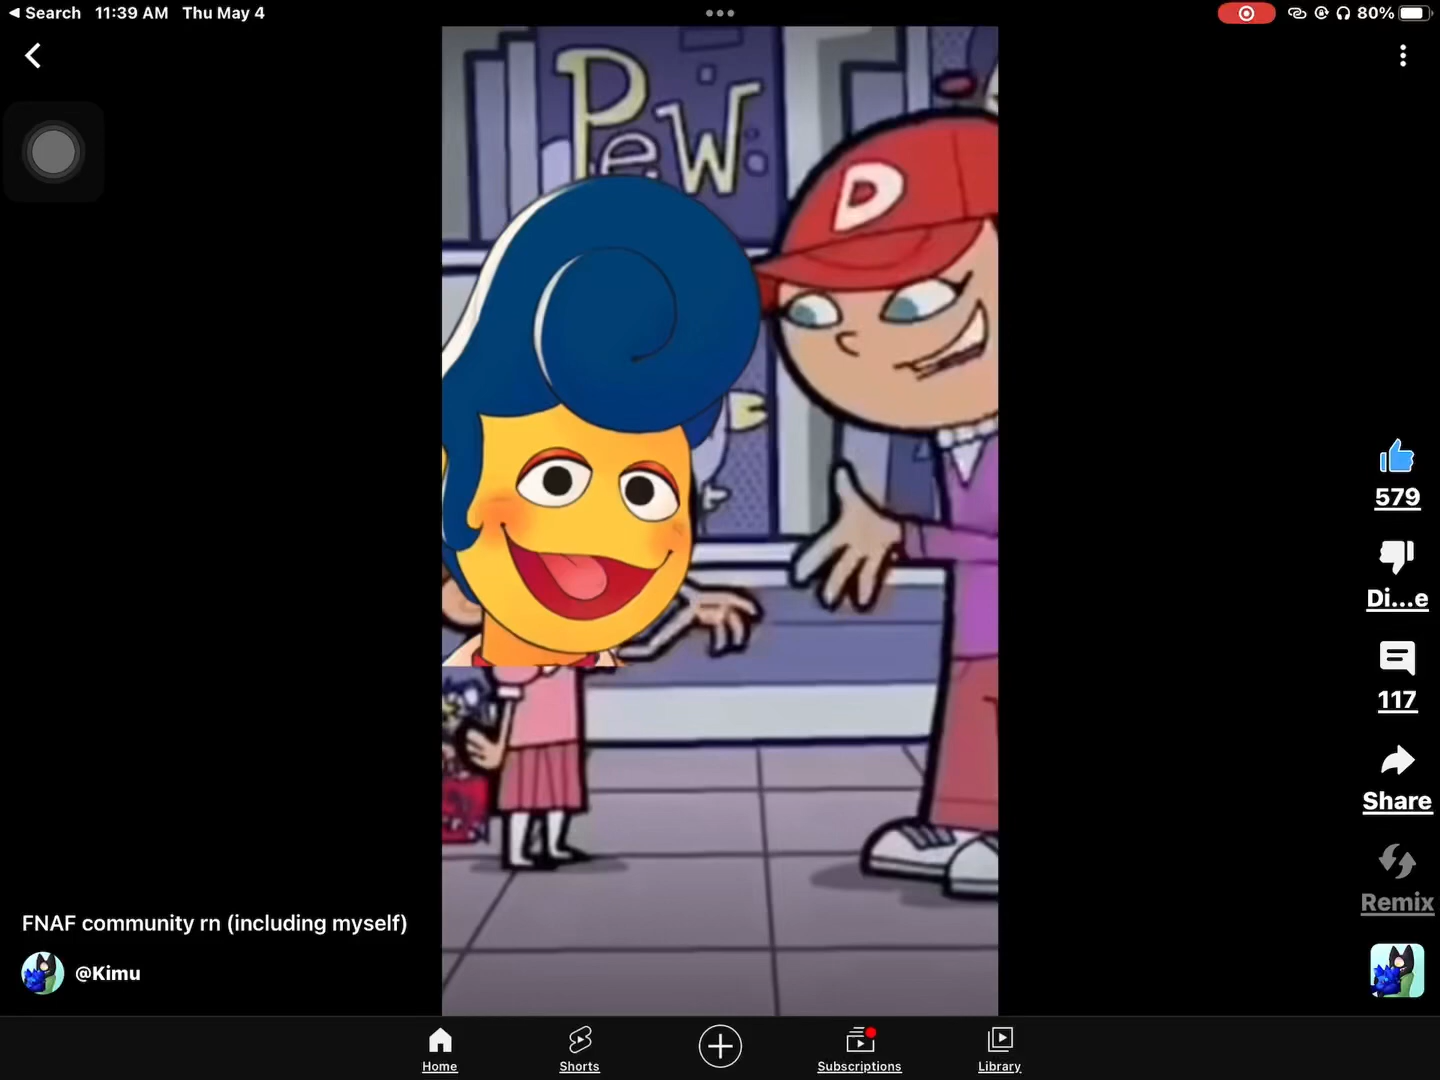 Search 11:39 AM Thu May 4
80%
PeW
D
579
Di...e
117
Share
Remix
FNAF community rn (including myself)
@Kimu
Home
Shorts
Subscriptions
Library